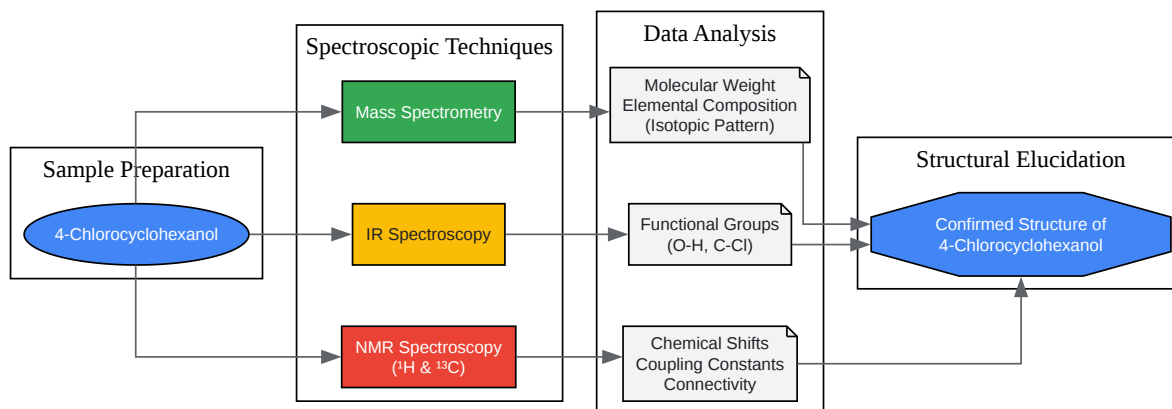 Sample Preparation
4-Chlorocyclohexanol
Spectroscopic Techniques
Mass Spectrometry
IR Spectroscopy
NMR Spectroscopy
(¹H & ¹³C)
Data Analysis
Molecular Weight
Elemental Composition
(Isotopic Pattern)
Functional Groups
(O-H, C-Cl)
Chemical Shifts
Coupling Constants
Connectivity
Structural Elucidation
Confirmed Structure of
4-Chlorocyclohexanol